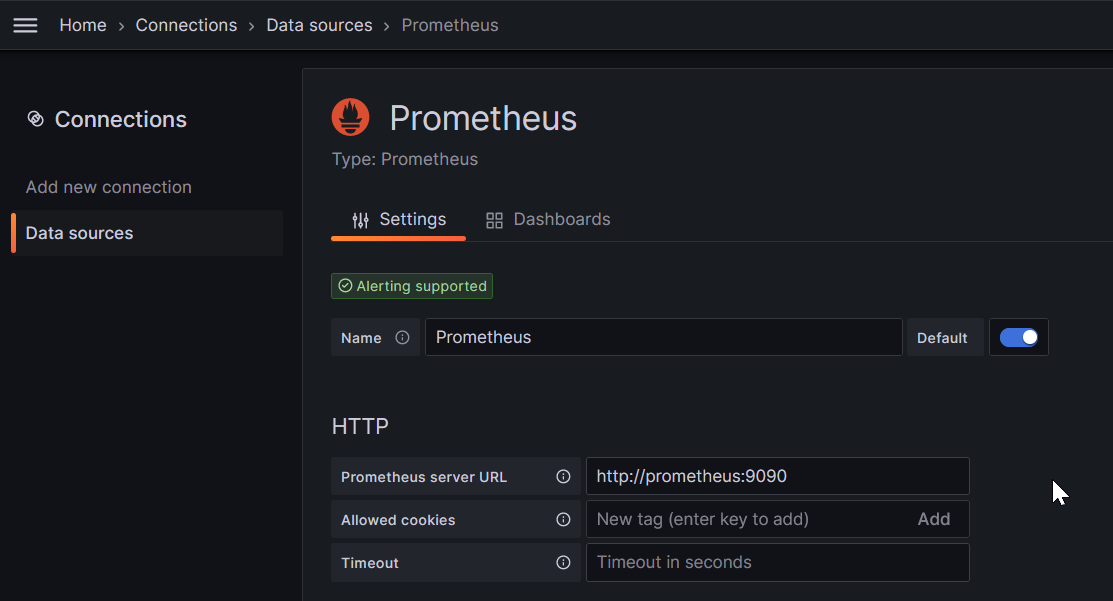 Home › Connections › Data sources › Prometheus
Connections
Add new connection
Data sources
Prometheus
Type: Prometheus
Settings Dashboards
Alerting supported
Name Prometheus Default
HTTP
Prometheus server URL http://prometheus:9090
Allowed cookies New tag (enter key to add) Add
Timeout Timeout in seconds